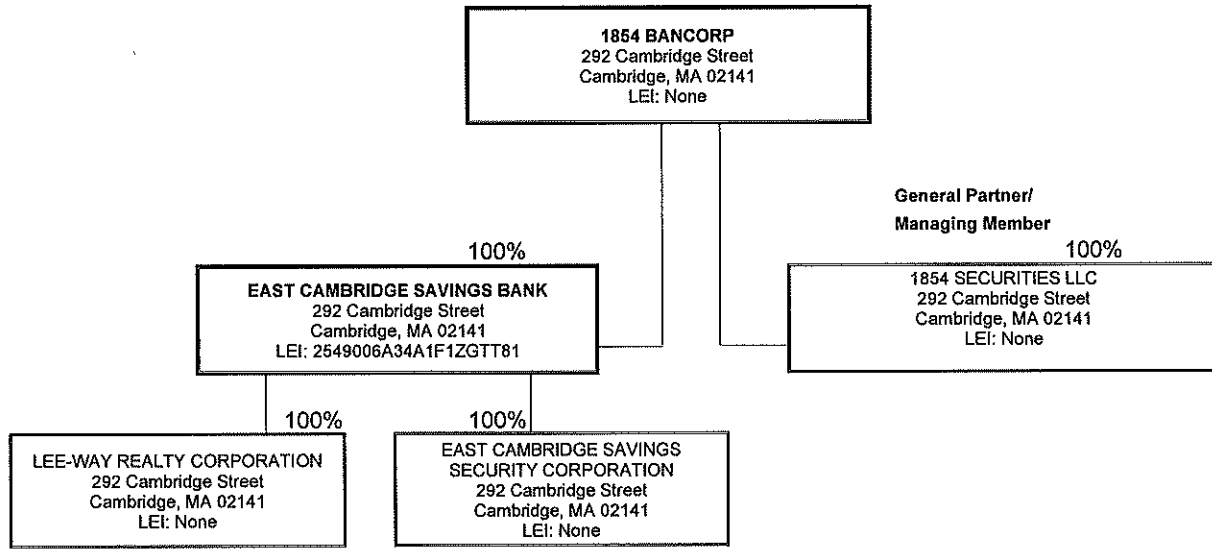 1854 BANCORP
292 Cambridge Street
Cambridge, MA 02141
LEI: None
General Partner/
Managing Member
100%
100%
EAST CAMBRIDGE SAVINGS BANK
292 Cambridge Street
Cambridge, MA 02141
LEI: 2549006A34A1F1ZGTT81
1854 SECURITIES LLC
292 Cambridge Street
Cambridge, MA 02141
LEI: None
100%
100%
LEE-WAY REALTY CORPORATION
292 Cambridge Street
Cambridge, MA 02141
LEI: None
EAST CAMBRIDGE SAVINGS
SECURITY CORPORATION
292 Cambridge Street
Cambridge, MA 02141
LEI: None